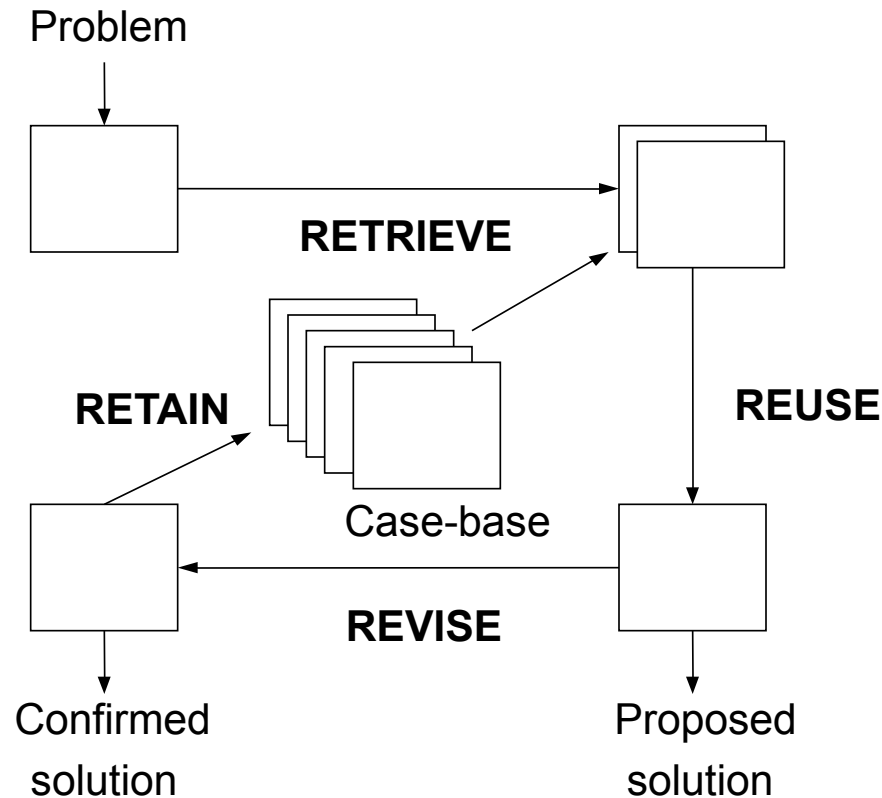 Problem
RETRIEVE
RETAIN
REUSE
Case-base
REVISE
Confirmed
solution
Proposed
solution